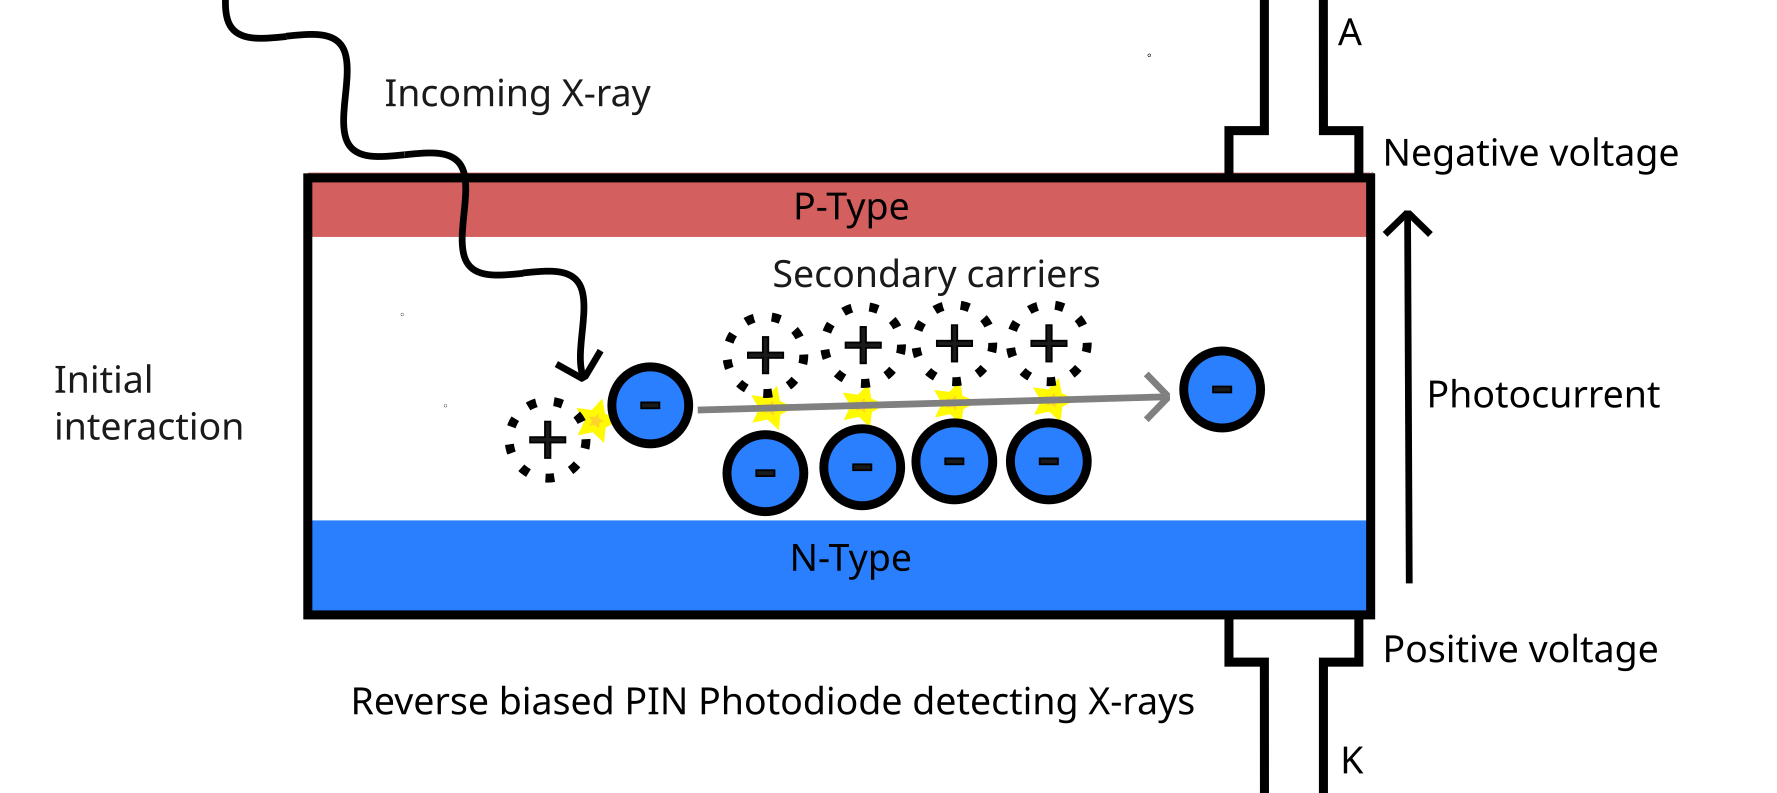 A
Incoming X-ray
Negative voltage
P-Type
Secondary carriers
+ + + +
Initial
interaction
+ - -
Photocurrent
- - - -
N-Type
Positive voltage
Reverse biased PIN Photodiode detecting X-rays
K